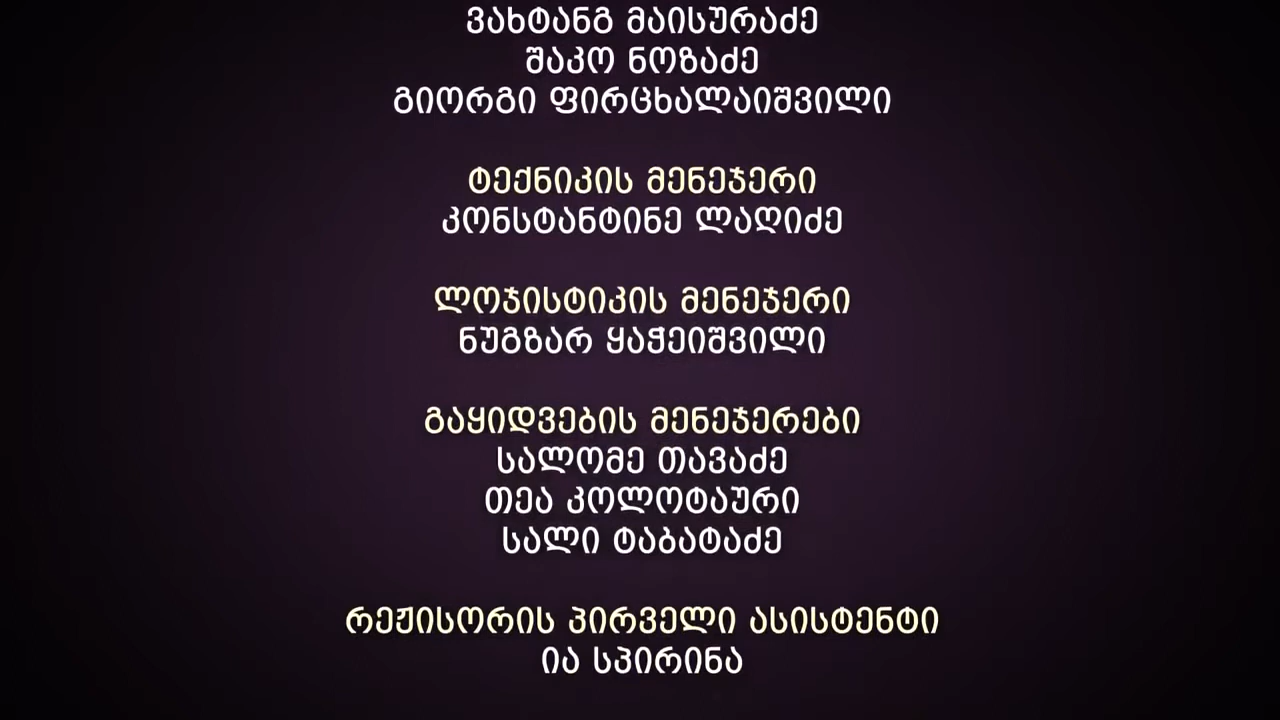 ვახტანგ მაისურაძე
შაკო ნოზაძე
გიორგი ფირცხალაიშვილი
ტექნიკის მენეჯერი
კონსტანტინე ლაღიძე
ლოჯისტიკის მენეჯერი
ნუგზარ ყაჭეიშვილი
გაყიდვების მენეჯერები
სალომე თავაძე
თეა კოლოტაური
სალი ტაბატაძე
რეჟისორის პირველი ასისტენტი
ია სპირინა